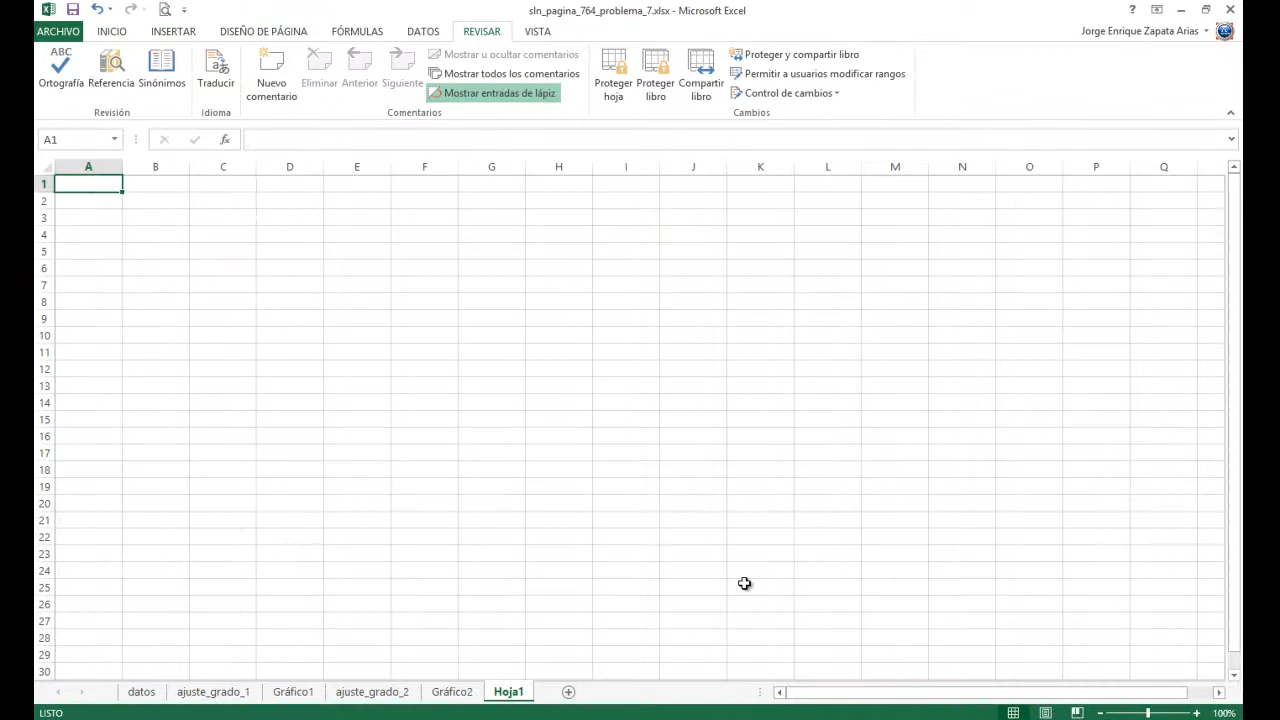 sln_pagina_764_problema_7.xlsx - Microsoft Excel
ARCHIVO INICIO INSERTAR DISEÑO DE PÁGINA FÓRMULAS DATOS REVISAR VISTA
Jorge Enrique Zapata Arias
ABC
Ortografía
Referencia
Sinónimos
Revisión
Traducir
Idioma
Nuevo
comentario
Eliminar
Anterior
Siguiente
Mostrar u ocultar comentarios
Mostrar todos los comentarios
Mostrar entradas de lápiz
Comentarios
Proteger
hoja
Proteger
libro
Compartir
libro
Proteger y compartir libro
Permitir a usuarios modificar rangos
Control de cambios
Cambios
A1
fx
A B C D E F G H I J K L M N O P Q
1
2
3
4
5
6
7
8
9
10
11
12
13
14
15
16
17
18
19
20
21
22
23
24
25
26
27
28
29
30
datos ajuste_grado_1 Gráfico1 ajuste_grado_2 Gráfico2 Hoja1
LISTO
100%